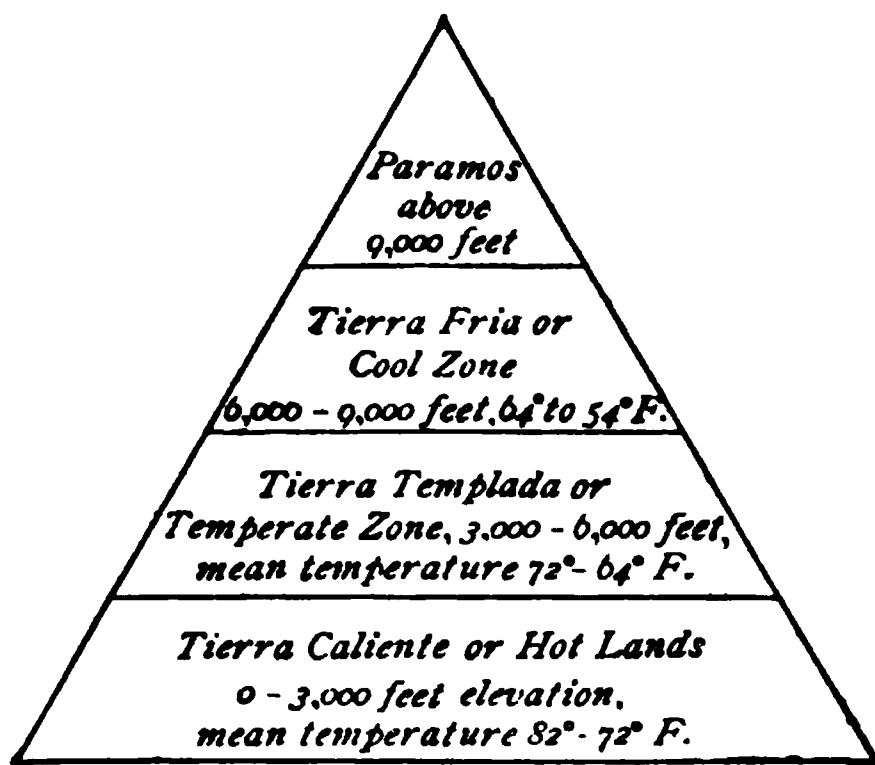 Paramos
above
9,000 feet
Tierra Fria or
Cool Zone
6,000 - 9,000 feet, 64° to 54° F.
Tierra Templada or
Temperate Zone, 3,000 - 6,000 feet,
mean temperature 72° - 64° F.
Tierra Caliente or Hot Lands
0 - 3,000 feet elevation,
mean temperature 82° - 72° F.